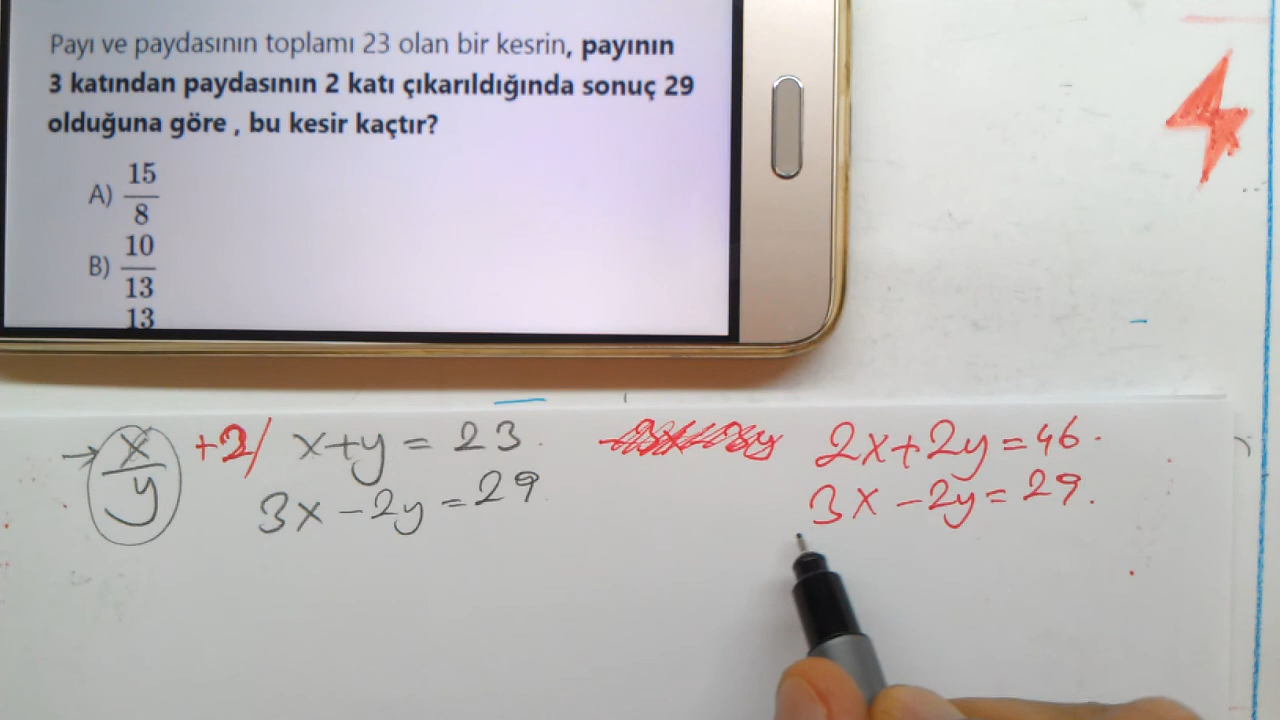 Payı ve paydasının toplamı 23 olan bir kesrin, payının
3 katından paydasının 2 katı çıkarıldığında sonuç 29
olduğuna göre , bu kesir kaçtır?
A) 15/8
B) 10/13
13
x/y +2/ x+y = 23
3x - 2y = 29
2x+2y = 46.
3x - 2y = 29.